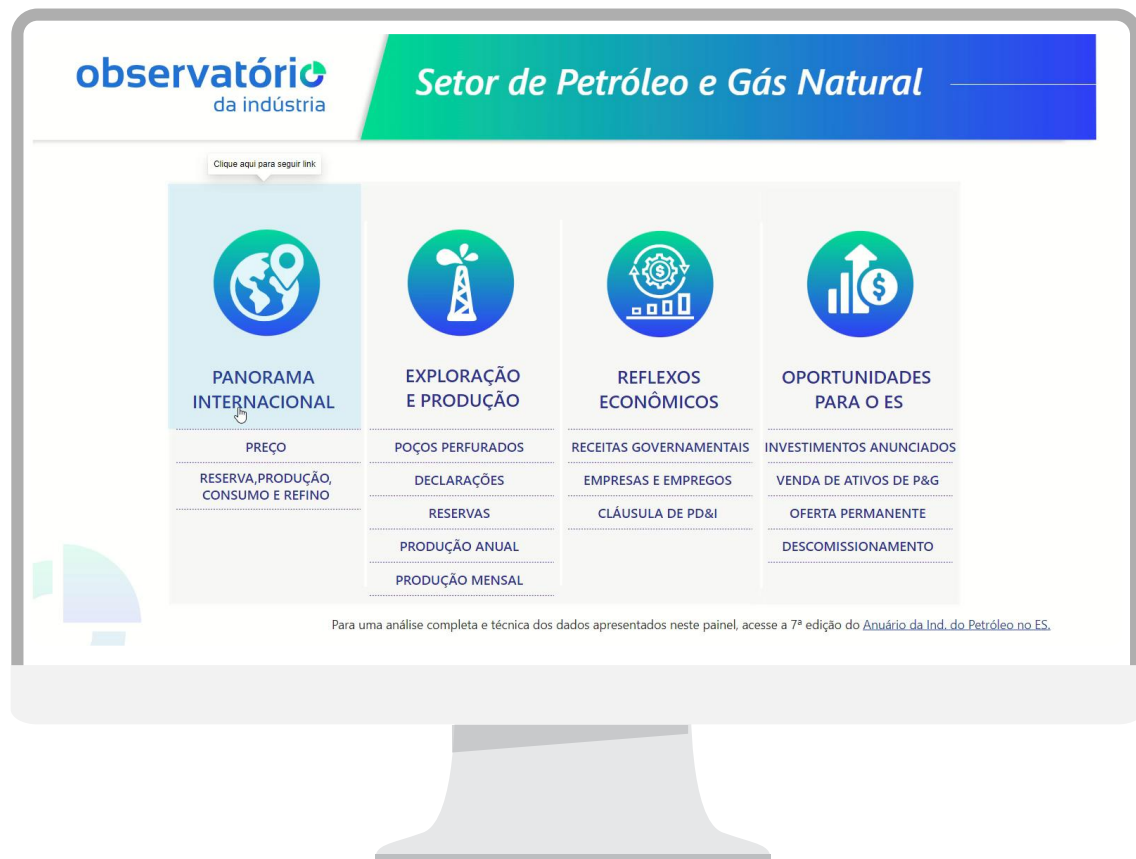 observatório
da indústria
Setor de Petróleo e Gás Natural
Clique aqui para seguir link
PANORAMA
INTERNACIONAL
PREÇO
RESERVA,PRODUÇÃO,
CONSUMO E REFINO
EXPLORAÇÃO
E PRODUÇÃO
POÇOS PERFURADOS
DECLARAÇÕES
RESERVAS
PRODUÇÃO ANUAL
PRODUÇÃO MENSAL
REFLEXOS
ECONÔMICOS
RECEITAS GOVERNAMENTAIS
EMPRESAS E EMPREGOS
CLÁUSULA DE PD&I
OPORTUNIDADES
PARA O ES
INVESTIMENTOS ANUNCIADOS
VENDA DE ATIVOS DE P&G
OFERTA PERMANENTE
DESCOMISSIONAMENTO
Para uma análise completa e técnica dos dados apresentados neste painel, acesse a 7ª edição do Anuário da Ind. do Petróleo no ES.